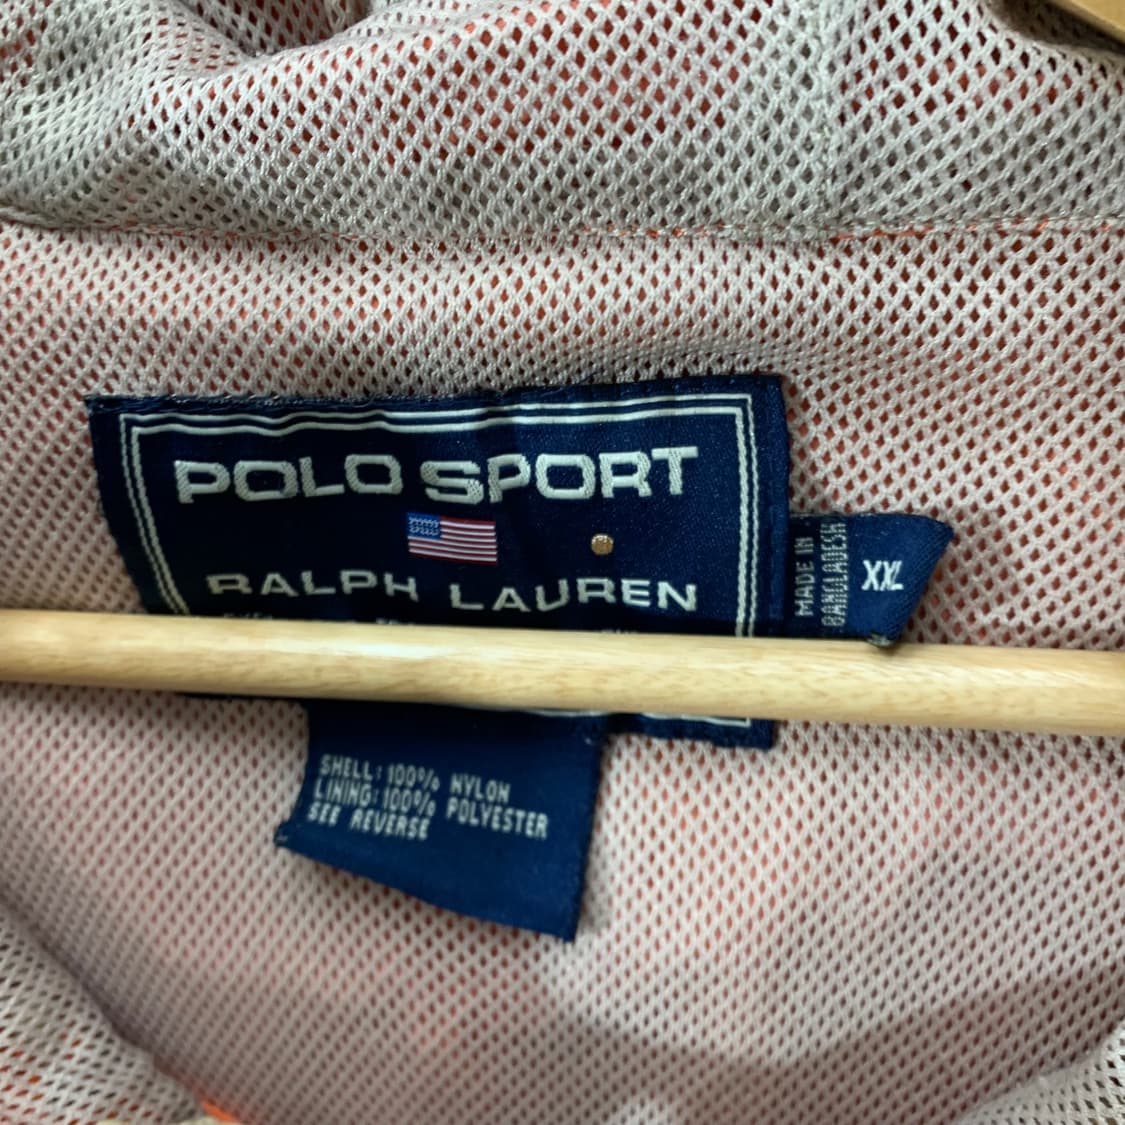 POLO SPORT
RALPH LAUREN
MADE IN
BANGLADESH
XXL
SHELL: 100% NYLON
LINING: 100% POLYESTER
SEE REVERSE